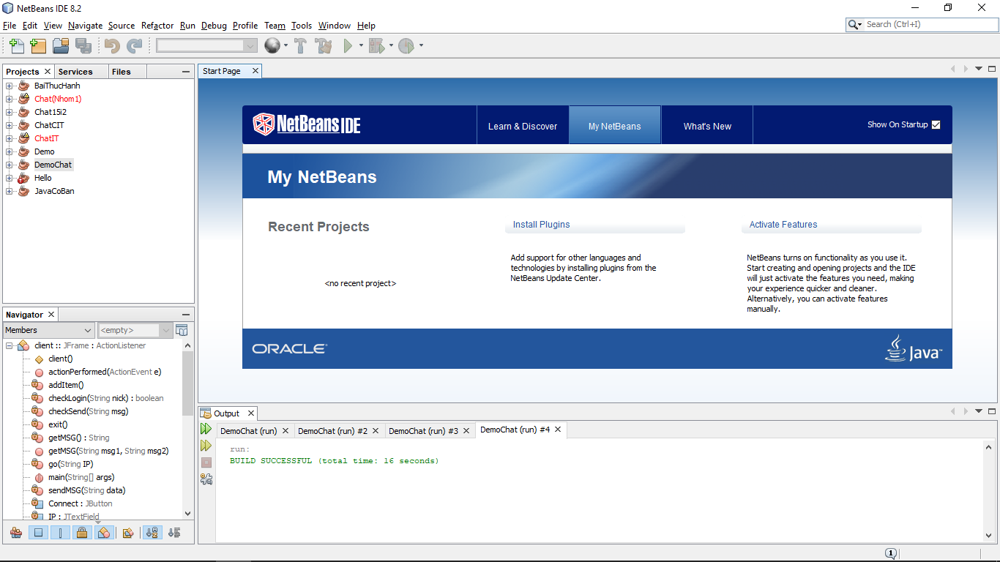 NetBeans IDE 8.2
File Edit View Navigate Source Refactor Run Debug Profile Team Tools Window Help
Search (Ctrl+I)
Projects Services Files
BaiThucHanh
Chat(Nhom1)
Chat15i2
ChatCIT
ChatIT
Demo
DemoChat
Hello
JavaCoBan
Navigator
Members <empty>
client :: JFrame : ActionListener
client()
actionPerformed(ActionEvent e)
addItem()
checkLogin(String nick) : boolean
checkSend(String msg)
exit()
getMSG() : String
getMSG(String msg1, String msg2)
go(String IP)
main(String[] args)
sendMSG(String data)
Connect : JButton
IP : JTextField
Start Page
NetBeans IDE
Learn & Discover
My NetBeans
What's New
Show On Startup
My NetBeans
Recent Projects
<no recent project>
Install Plugins
Add support for other languages and
technologies by installing plugins from the
NetBeans Update Center.
Activate Features
NetBeans turns on functionality as you use it.
Start creating and opening projects and the IDE
will just activate the features you need, making
your experience quicker and cleaner.
Alternatively, you can activate features
manually.
ORACLE
Java
Output
DemoChat (run) DemoChat (run) #2 DemoChat (run) #3 DemoChat (run) #4
run:
BUILD SUCCESSFUL (total time: 16 seconds)
1